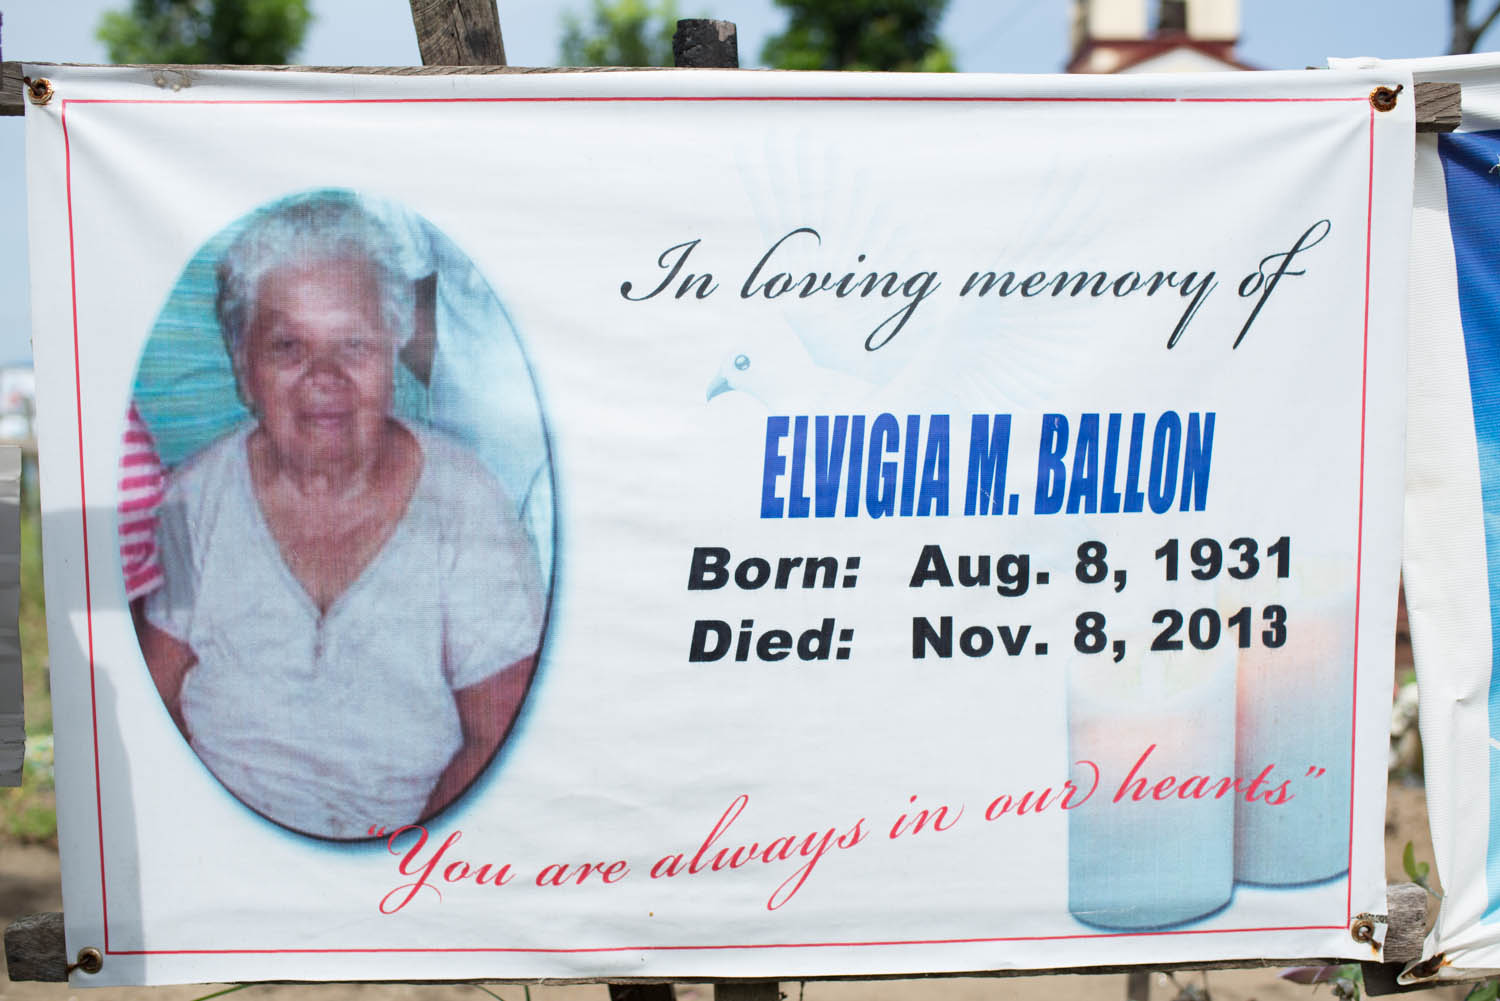 In loving memory of
ELVIGIA M. BALLON
Born: Aug. 8, 1931
Died: Nov. 8, 2013
"You are always in our hearts"